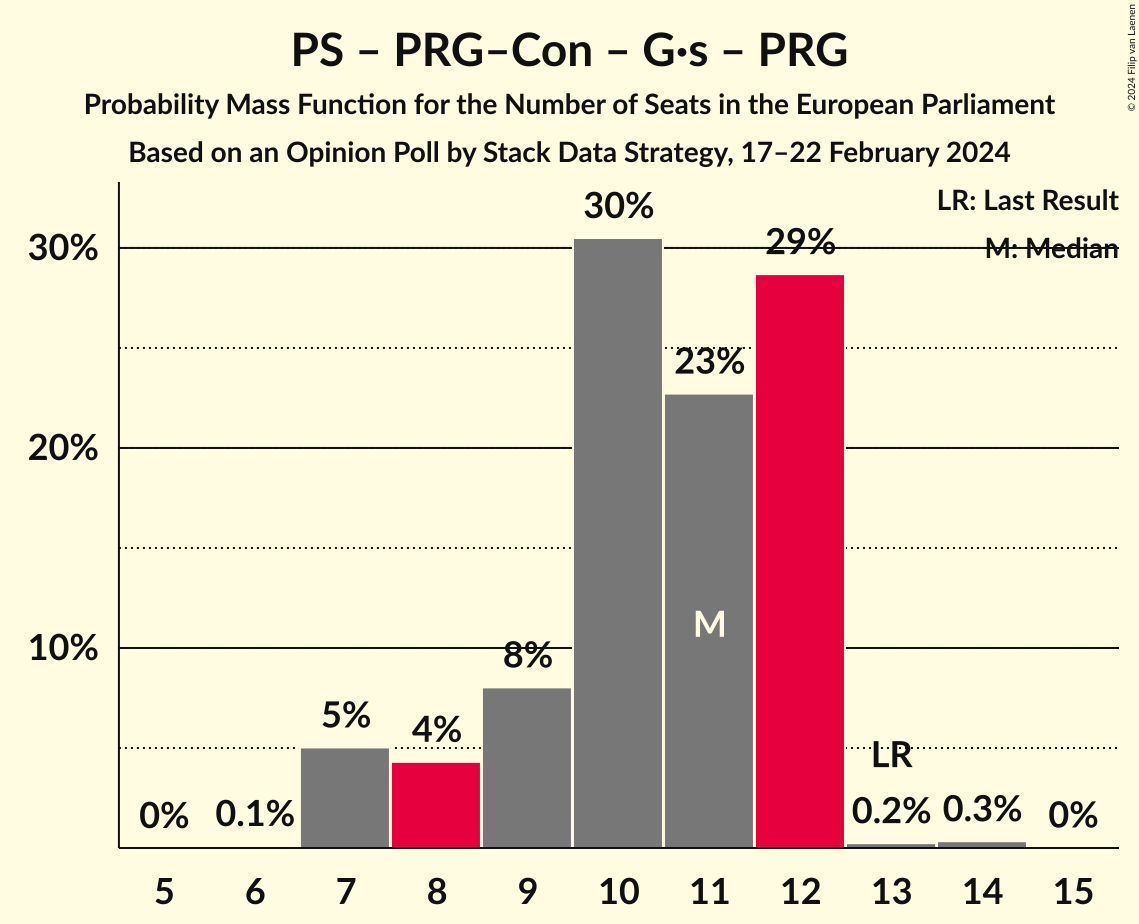 PS – PRG–Con – G•s – PRG
Probability Mass Function for the Number of Seats in the European Parliament
Based on an Opinion Poll by Stack Data Strategy, 17–22 February 2024
© 2024 Filip van Laenen
LR: Last Result
M: Median
30%
20%
10%
0%
0.1%
5%
4%
8%
30%
23%
29%
LR
0.2%
0.3%
0%
M
5 6 7 8 9 10 11 12 13 14 15